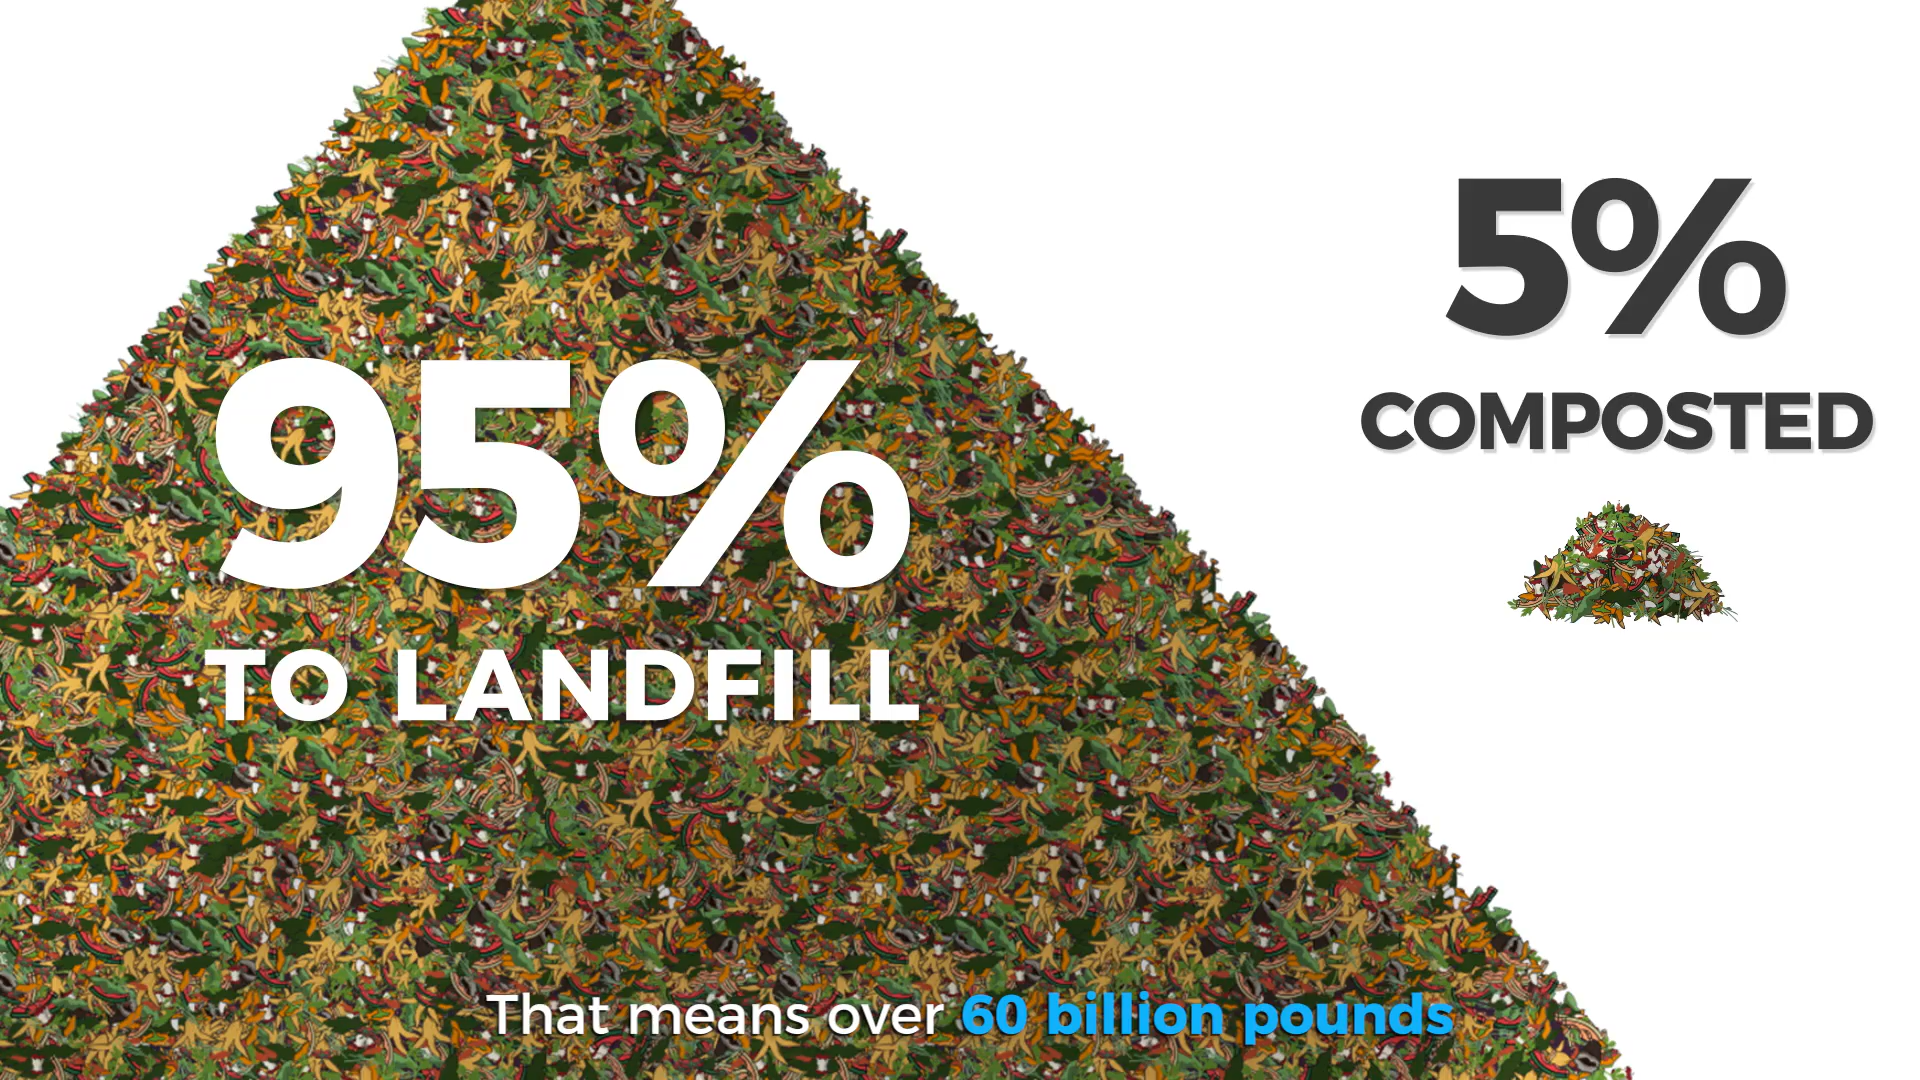 95%
TO LANDFILL
5%
COMPOSTED
That means over 60 billion pounds